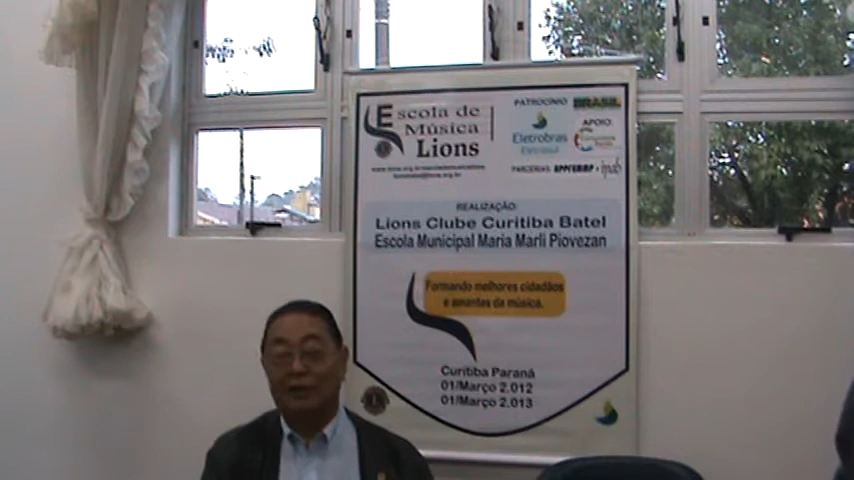 Escola de
Música
Lions
PATROCÍNIO
BRASIL
Eletrobras
Eletrosul
APOIO:
PARCERIAS
REALIZAÇÃO
Lions Clube Curitiba Batel
Escola Municipal Maria Marli Piovezan
Formando melhores cidadãos
e amantes da música.
Curitiba Paraná
01/Março 2.012
01/Março 2.013